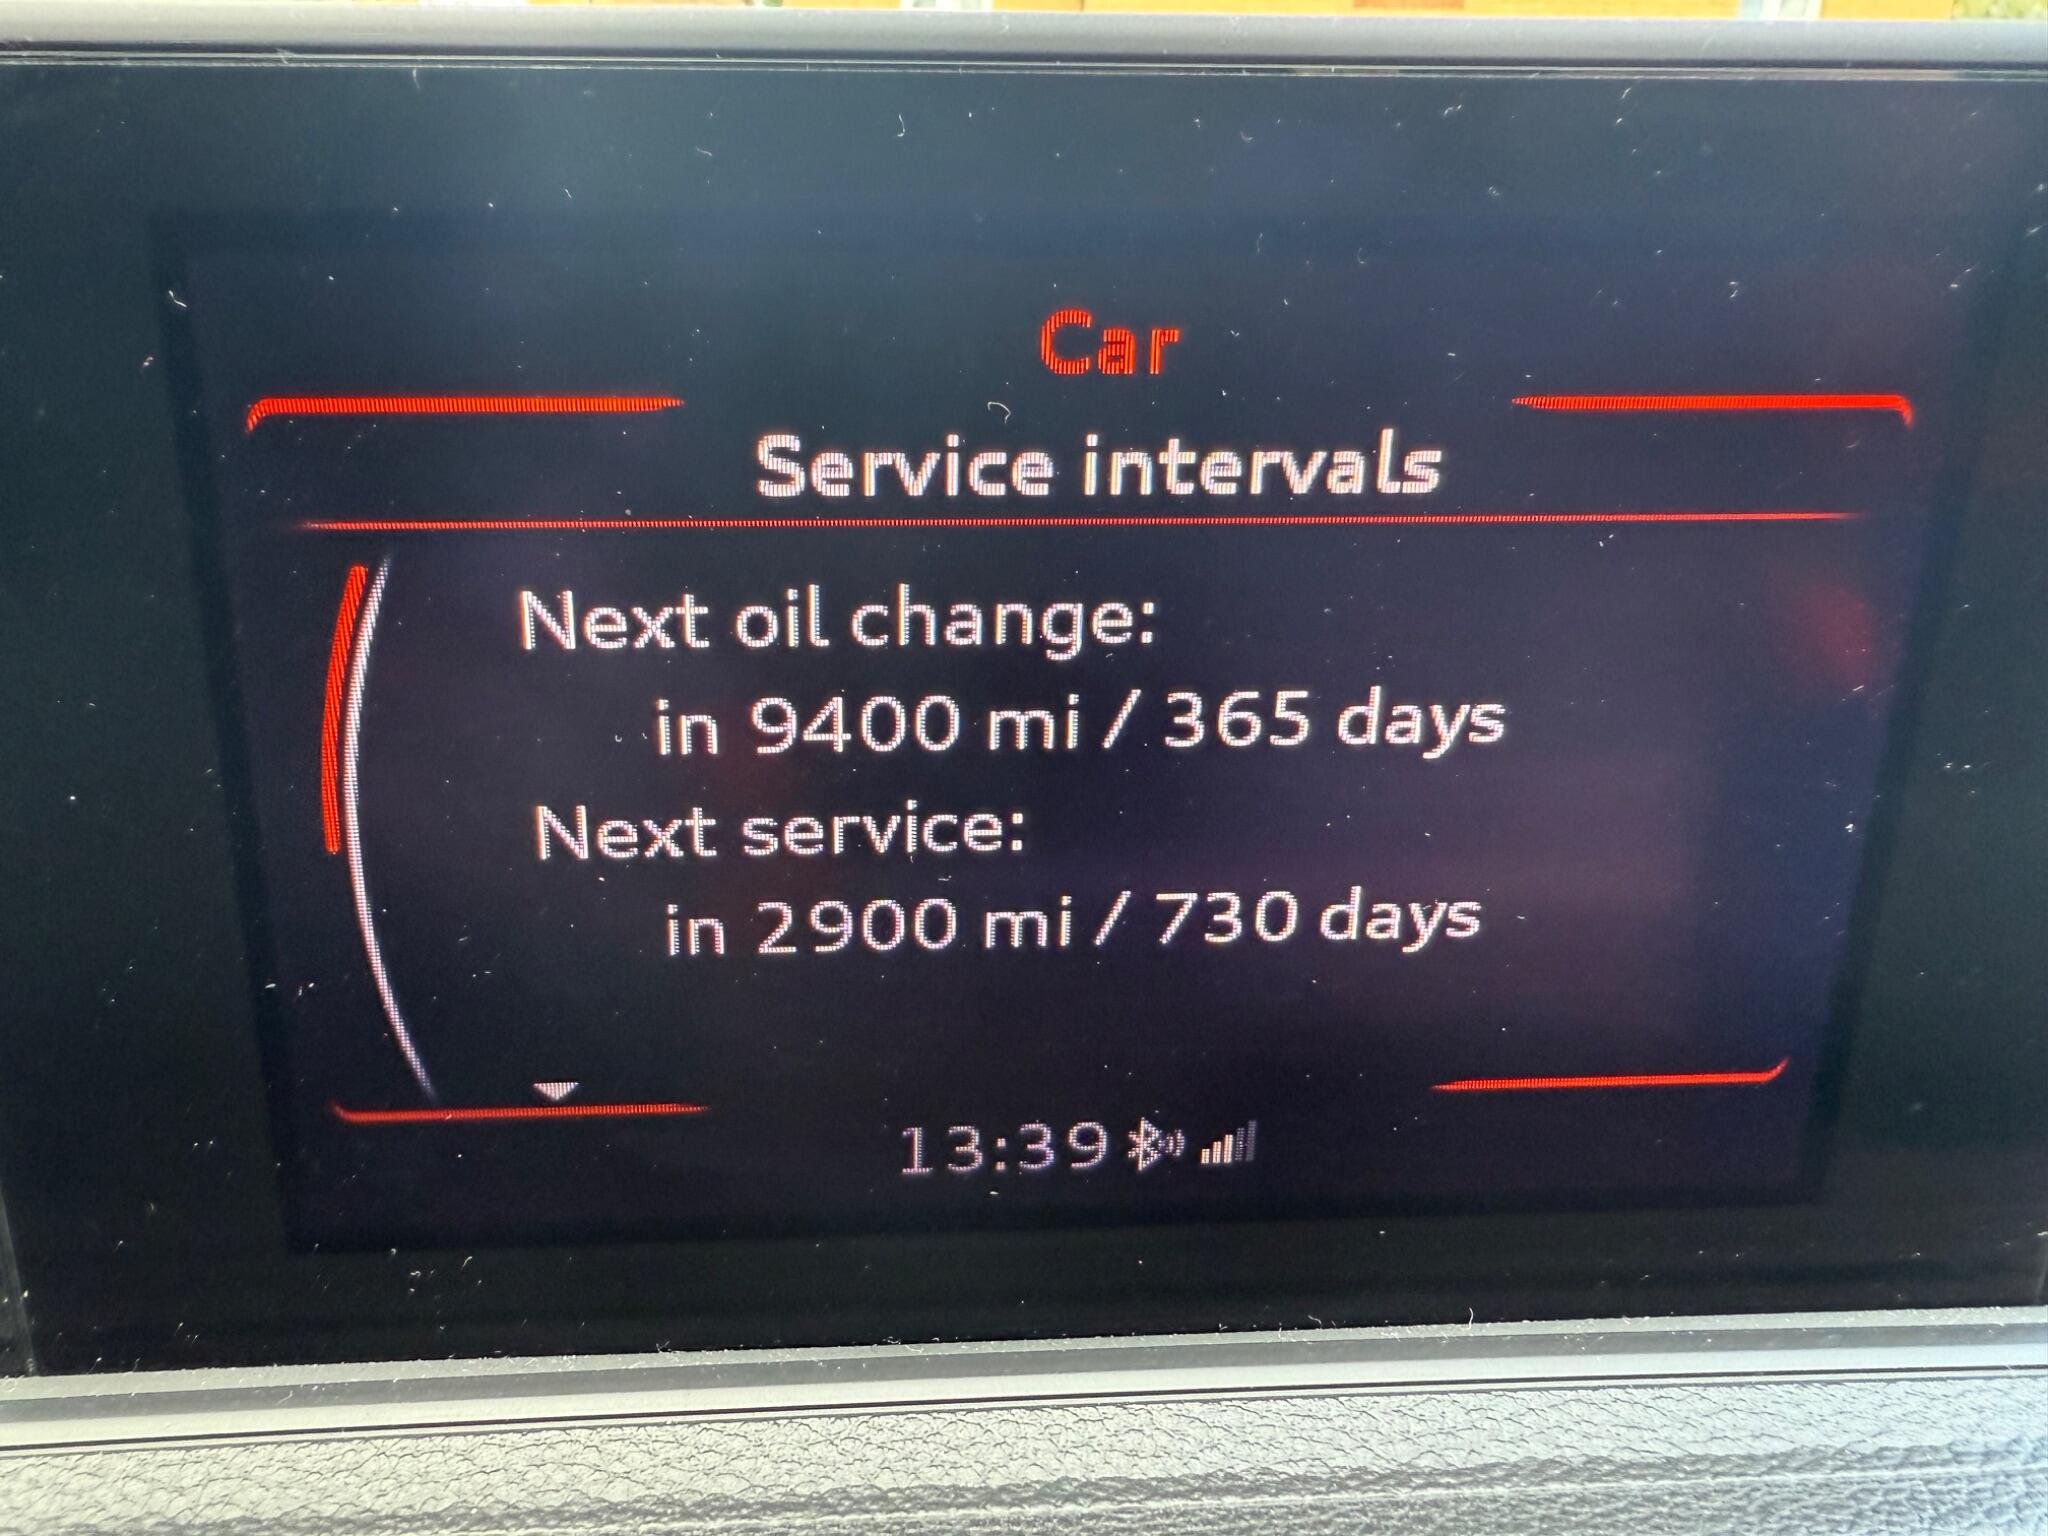 Car
Service intervals
Next oil change:
in 9400 mi / 365 days
Next service:
in 2900 mi / 730 days
13:39